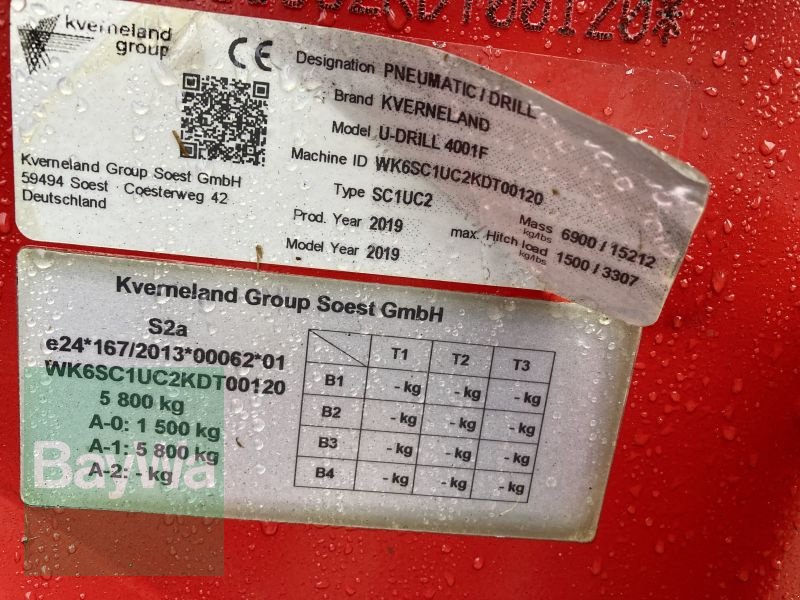 2KDT00120*
kverneland
group
CE
Designation PNEUMATIC / DRILL
Brand KVERNELAND
Model U-DRILL 4001F
Machine ID WK6SC1UC2KDT00120
Type SC1UC2
Prod. Year 2019
Model Year 2019
Mass kg/lbs 6900 / 15212
max. Hitch load kg/lbs 1500 / 3307
Kverneland Group Soest GmbH
59494 Soest · Coesterweg 42
Deutschland
Kverneland Group Soest GmbH
S2a
e24*167/2013*00062*01
WK6SC1UC2KDT00120
5 800 kg
A-0: 1 500 kg
A-1: 5 800 kg
A-2: - kg
T1 T2 T3
B1 - kg - kg - kg
B2 - kg - kg - kg
B3 - kg - kg - kg
B4 - kg - kg - kg
BayWa